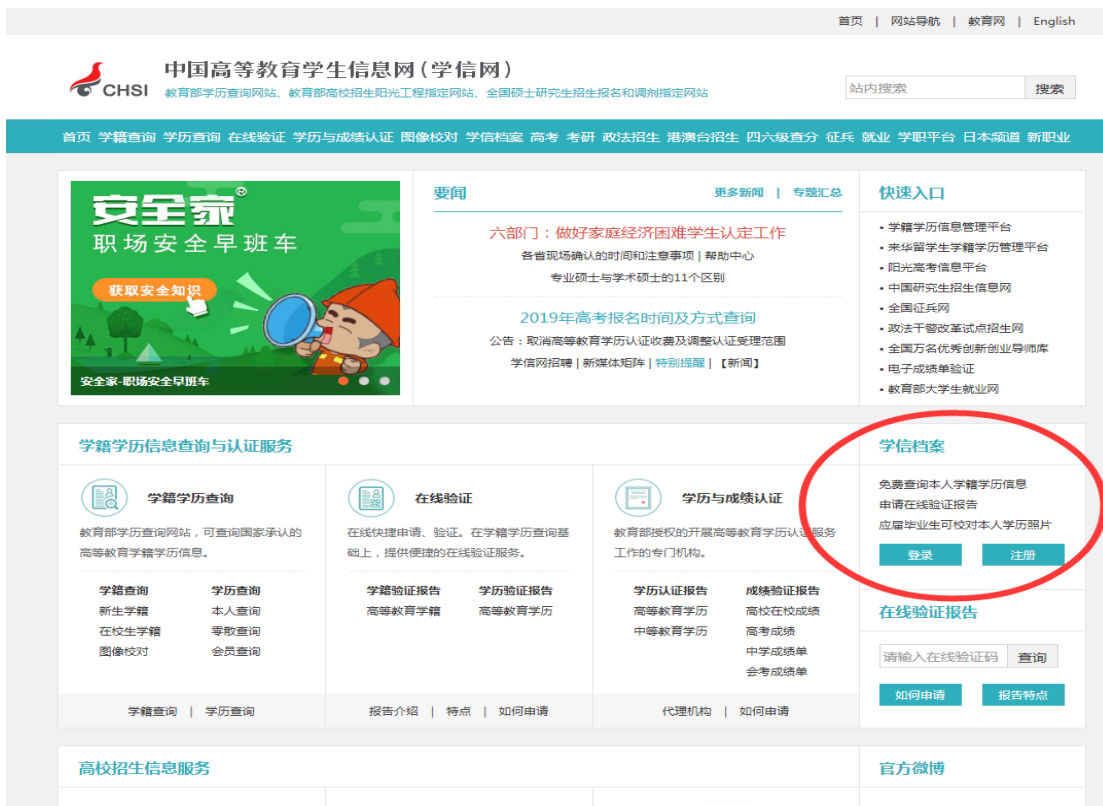 首页 | 网站导航 | 教育网 | English
CHSI
中国高等教育学生信息网(学信网)
教育部学历查询网站、教育部高校招生阳光工程指定网站、全国硕士研究生招生报名和调剂指定网站
站内搜索 搜索
首页 学籍查询 学历查询 在线验证 学历与成绩认证 图像校对 学信档案 高考 考研 政法招生 港澳台招生 四六级查分 征兵 就业 学职平台 日本频道 新职业
安全家®
职场安全早班车
获取安全知识
安全家-职场安全早班车
要闻 更多新闻 | 专题汇总
六部门：做好家庭经济困难学生认定工作
各省现场确认的时间和注意事项 | 帮助中心
专业硕士与学术硕士的11个区别
2019年高考报名时间及方式查询
公告：取消高等教育学历认证收费及调整认证受理范围
学信网招聘 | 新媒体矩阵 | 特别提醒 | 【新闻】
快速入口
• 学籍学历信息管理平台
• 来华留学生学籍学历管理平台
• 阳光高考信息平台
• 中国研究生招生信息网
• 全国征兵网
• 政法干警改革试点招生网
• 全国万名优秀创新创业导师库
• 电子成绩单验证
• 教育部大学生就业网
学籍学历信息查询与认证服务
学籍学历查询
教育部学历查询网站，可查询国家承认的
高等教育学籍学历信息。
学籍查询 学历查询
新生学籍 本人查询
在校生学籍 零散查询
图像校对 会员查询
学籍查询 | 学历查询
在线验证
在线快捷申请、验证。在学籍学历查询基
础上，提供便捷的在线验证服务。
学籍验证报告 学历验证报告
高等教育学籍 高等教育学历
报告介绍 | 特点 | 如何申请
学历与成绩认证
教育部授权的开展高等教育学历认证服务
工作的专门机构。
学历认证报告 成绩验证报告
高等教育学历 高校在校成绩
中等教育学历 高考成绩
中学成绩单
会考成绩单
代理机构 | 如何申请
学信档案
免费查询本人学籍学历信息
申请在线验证报告
应届毕业生可校对本人学历照片
登录 注册
在线验证报告
请输入在线验证码 查询
如何申请 报告特点
高校招生信息服务
官方微博